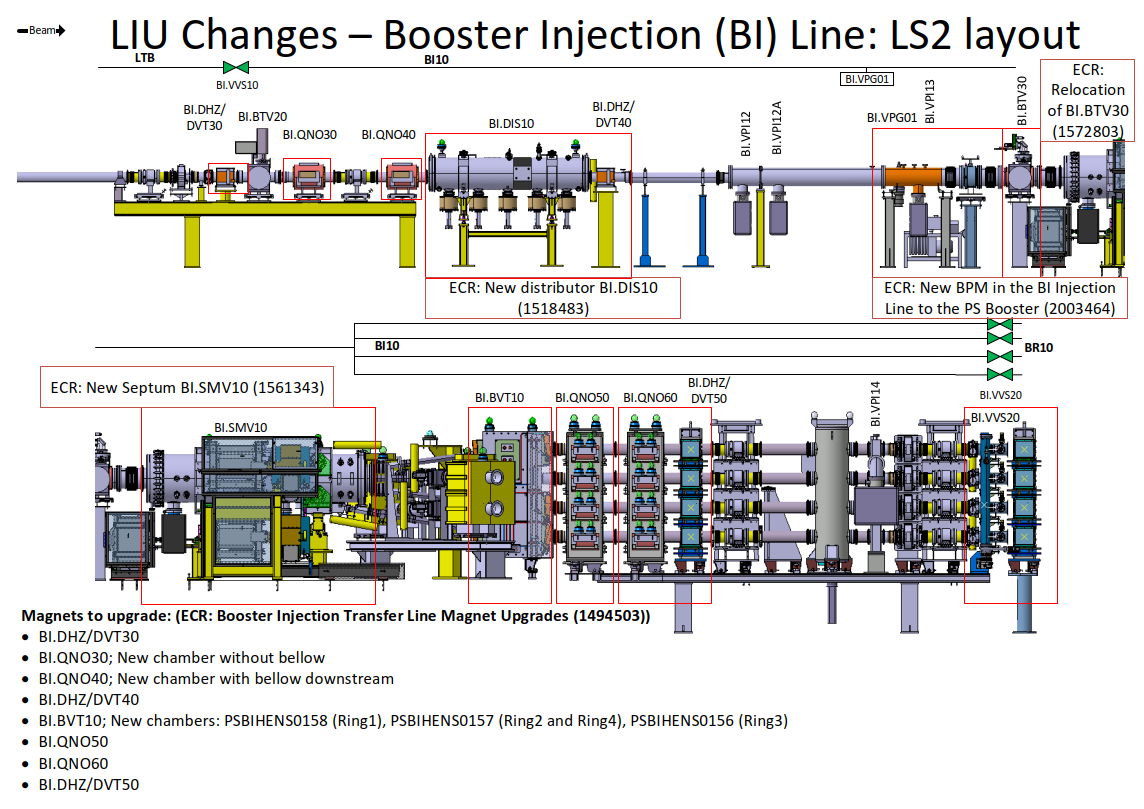 Beam
LIU Changes – Booster Injection (BI) Line: LS2 layout
LTB
BI10
BI.VVS10
BI.VPG01
BI.DHZ/
DVT30
BI.BTV20
BI.QNO30
BI.QNO40
BI.DIS10
BI.DHZ/
DVT40
BI.VPI12
BI.VPI12A
BI.VPG01
BI.VPI13
BI.BTV30
ECR:
Relocation
of BI.BTV30
(1572803)
ECR: New distributor BI.DIS10
(1518483)
ECR: New BPM in the BI Injection
Line to the PS Booster (2003464)
BI10
BR10
ECR: New Septum BI.SMV10 (1561343)
BI.SMV10
BI.BVT10
BI.QNO50
BI.QNO60
BI.DHZ/
DVT50
BI.VPI14
BI.VVS20
BI.VVS20
Magnets to upgrade: (ECR: Booster Injection Transfer Line Magnet Upgrades (1494503))
• BI.DHZ/DVT30
• BI.QNO30; New chamber without bellow
• BI.QNO40; New chamber with bellow downstream
• BI.DHZ/DVT40
• BI.BVT10; New chambers: PSBIHENS0158 (Ring1), PSBIHENS0157 (Ring2 and Ring4), PSBIHENS0156 (Ring3)
• BI.QNO50
• BI.QNO60
• BI.DHZ/DVT50